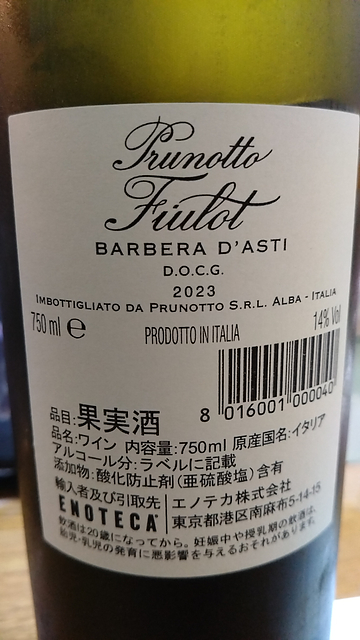 Prunotto
Fiulot
BARBERA D'ASTI
D.O.C.G.
2023
IMBOTTIGLIATO DA PRUNOTTO S.R.L. ALBA - ITALIA
750 ml e 14% Vol
PRODOTTO IN ITALIA
8 016001 000040
品目:果実酒
品名:ワイン 内容量:750ml 原産国名:イタリア
アルコール分:ラベルに記載
添加物:酸化防止剤(亜硫酸塩)含有
輸入者及び引取先 エノテカ株式会社
ENOTECA 東京都港区南麻布5-14-15
飲酒は20歳になってから。妊娠中や授乳期の飲酒は、
胎児・乳児の発育に悪影響を与えるおそれがあります。